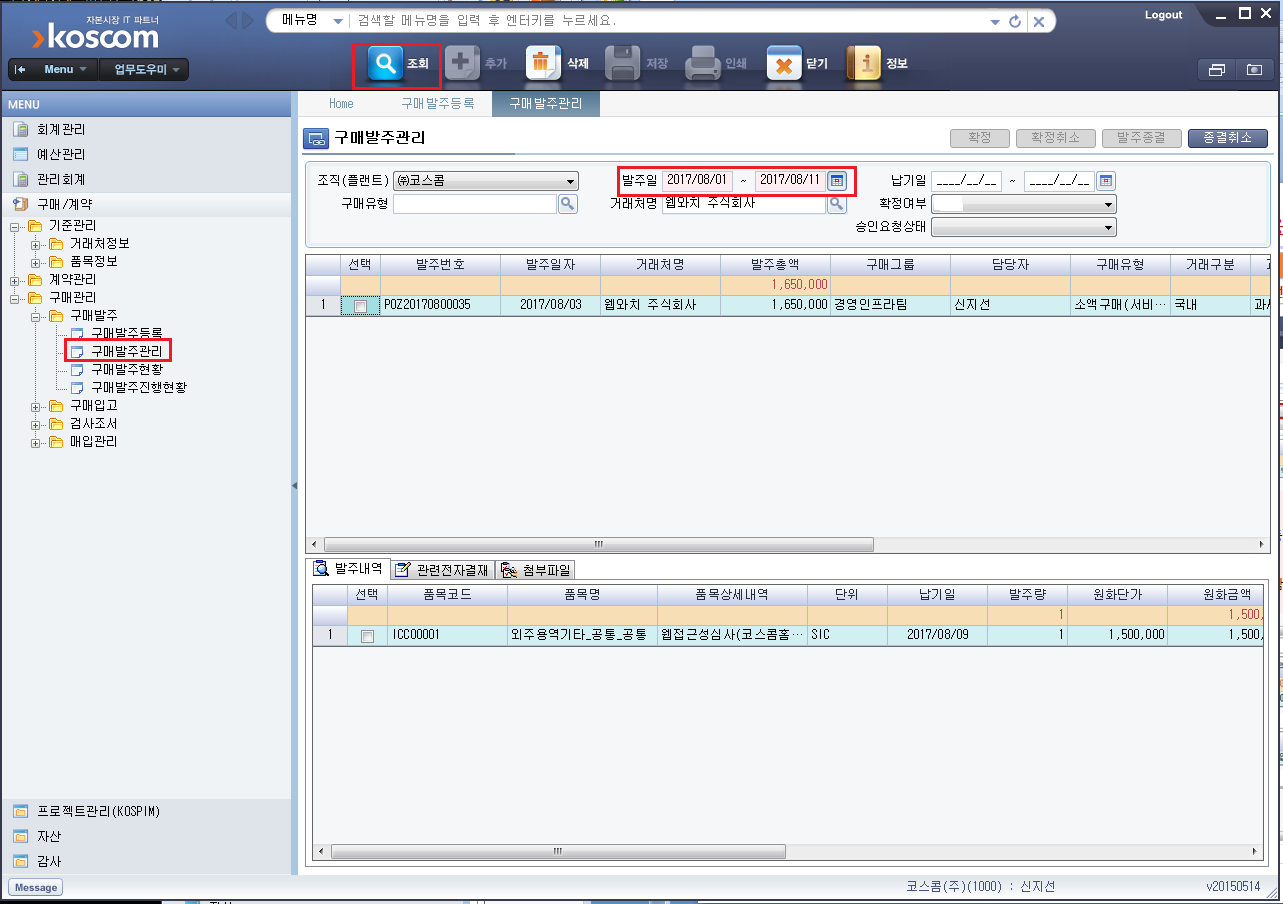 자본시장 IT 파트너
koscom
메뉴명 검색할 메뉴명을 입력 후 엔터키를 누르세요.
Logout
Menu 업무도우미
조회 추가 삭제 저장 인쇄 닫기 정보
MENU
Home 구매발주등록 구매발주관리
회계관리
예산관리
관리회계
구매/계약
기준관리
거래처정보
품목정보
계약관리
구매관리
구매발주
구매발주등록
구매발주관리
구매발주현황
구매발주진행현황
구매입고
검사조서
매입관리
프로젝트관리(KOSPIM)
자산
감사
구매발주관리
확정 확정취소 발주종결 종결취소
조직(플랜트) ㈜코스콤 발주일 2017/08/01 ~ 2017/08/11 납기일 ____/__/__ ~ ____/__/__
구매유형 거래처명 웹와치 주식회사 확정여부
승인요청상태
선택 발주번호 발주일자 거래처명 발주총액 구매그룹 담당자 구매유형 거래구분
1,650,000
1 POZ20170800035 2017/08/03 웹와치 주식회사 1,650,000 경영인프라팀 신지선 소액구매(서비… 국내 과세
발주내역 관련전자결재 첨부파일
선택 품목코드 품목명 품목상세내역 단위 납기일 발주량 원화단가 원화금액
1 1,500,
1 ICC00001 외주용역기타_공통_공통 웹접근성심사(코스콤홈… SIC 2017/08/09 1 1,500,000 1,500,
Message 코스콤(주)(1000) : 신지선 v20150514